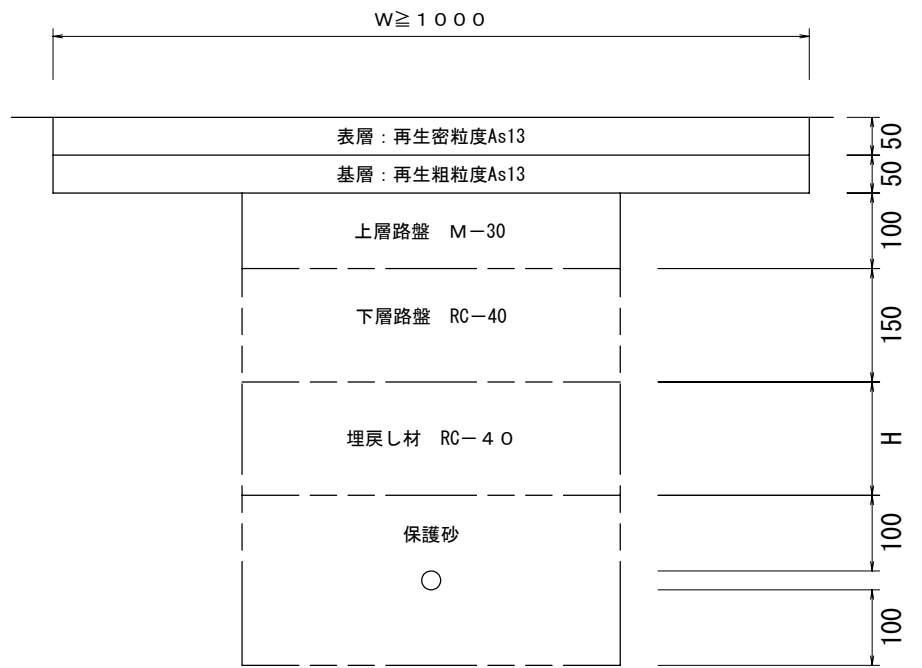 W≧１０００
表層：再生密粒度As13
50
基層：再生粗粒度As13
50
上層路盤　M－30
100
下層路盤　RC－40
150
埋戻し材　RC－４０
H
保護砂
100
100